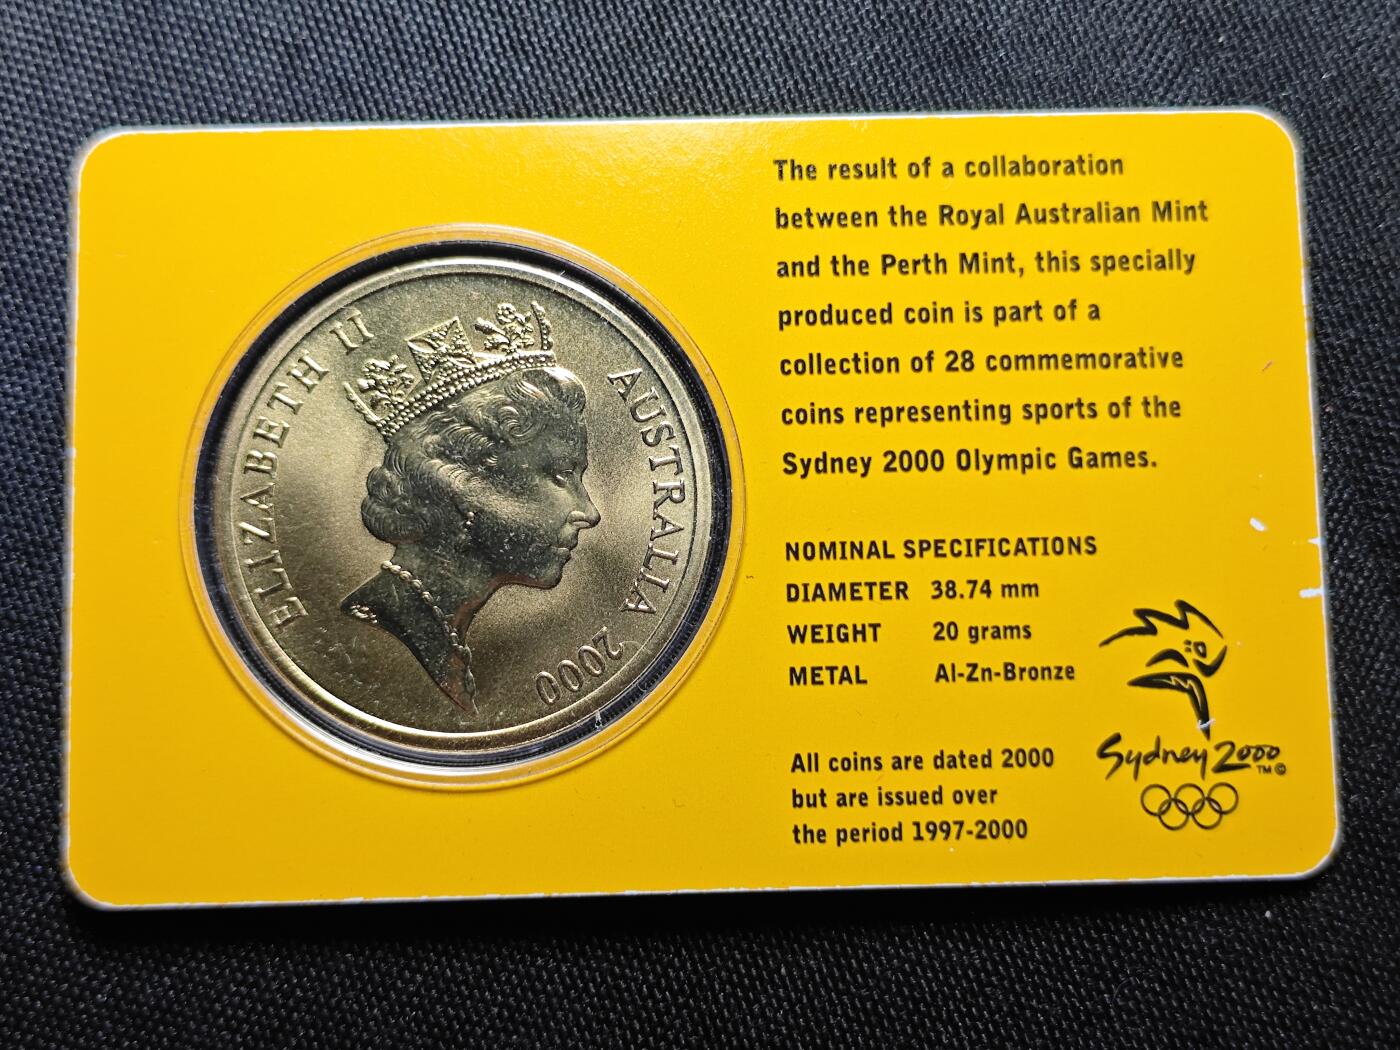 ELIZABETH II
AUSTRALIA
2000
The result of a collaboration
between the Royal Australian Mint
and the Perth Mint, this specially
produced coin is part of a
collection of 28 commemorative
coins representing sports of the
Sydney 2000 Olympic Games.
NOMINAL SPECIFICATIONS
DIAMETER 38.74 mm
WEIGHT 20 grams
METAL Al-Zn-Bronze
All coins are dated 2000
but are issued over
the period 1997-2000
Sydney 2000
TM ©